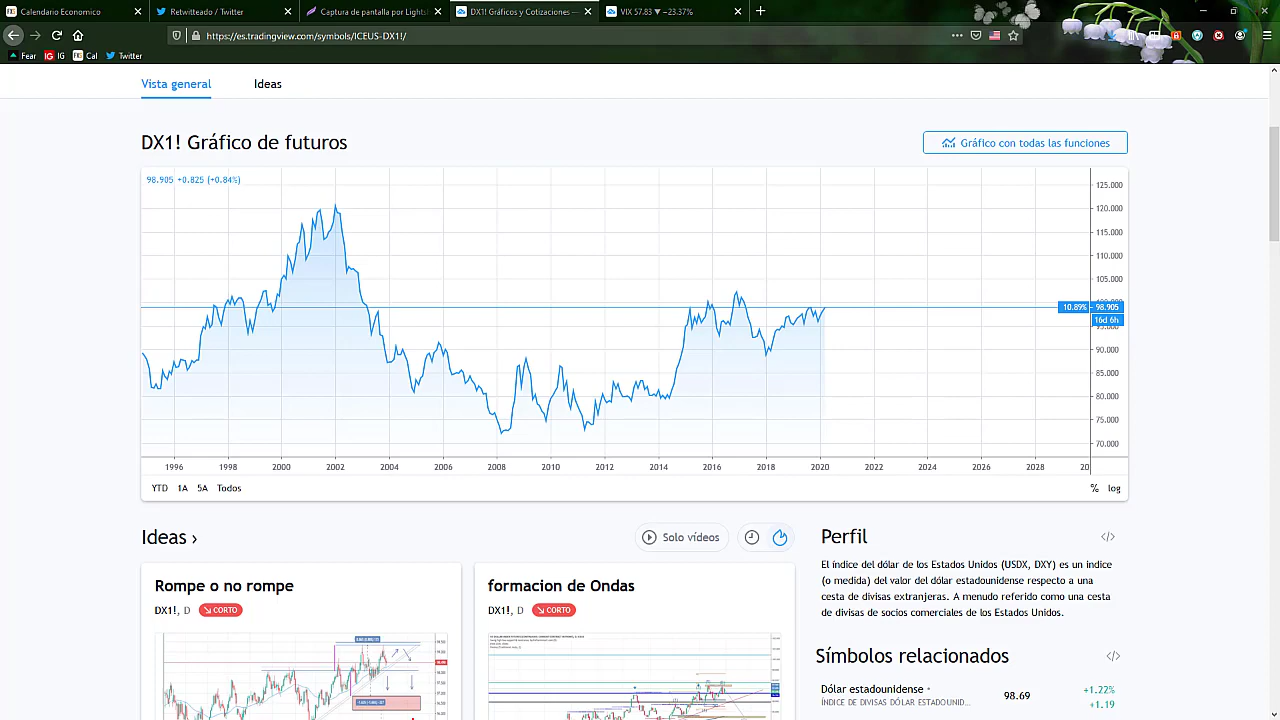 Calendario Economico
Retwitteado / Twitter
Captura de pantalla por Lights
DX1! Gráficos y Cotizaciones —
VIX 57.83 ▼ −23.37%
https://es.tradingview.com/symbols/ICEUS-DX1!/
Fear IG IG Cal Twitter
Vista general Ideas
DX1! Gráfico de futuros
Gráfico con todas las funciones
98.905 +0.825 (+0.84%)
125.000
120.000
115.000
110.000
105.000
10.89% 98.905
16d 6h
90.000
85.000
80.000
75.000
70.000
1996 1998 2000 2002 2004 2006 2008 2010 2012 2014 2016 2018 2020 2022 2024 2026 2028 20
YTD 1A 5A Todos
% log
Ideas ›
Solo vídeos
Rompe o no rompe
DX1!, D CORTO
formacion de Ondas
DX1!, D CORTO
Perfil
El índice del dólar de los Estados Unidos (USDX, DXY) es un índice
(o medida) del valor del dólar estadounidense respecto a una
cesta de divisas extranjeras. A menudo referido como una cesta
de divisas de socios comerciales de los Estados Unidos.
Símbolos relacionados
Dólar estadounidense
ÍNDICE DE DIVISAS DÓLAR ESTADOUNID...
98.69
+1.22%
+1.19